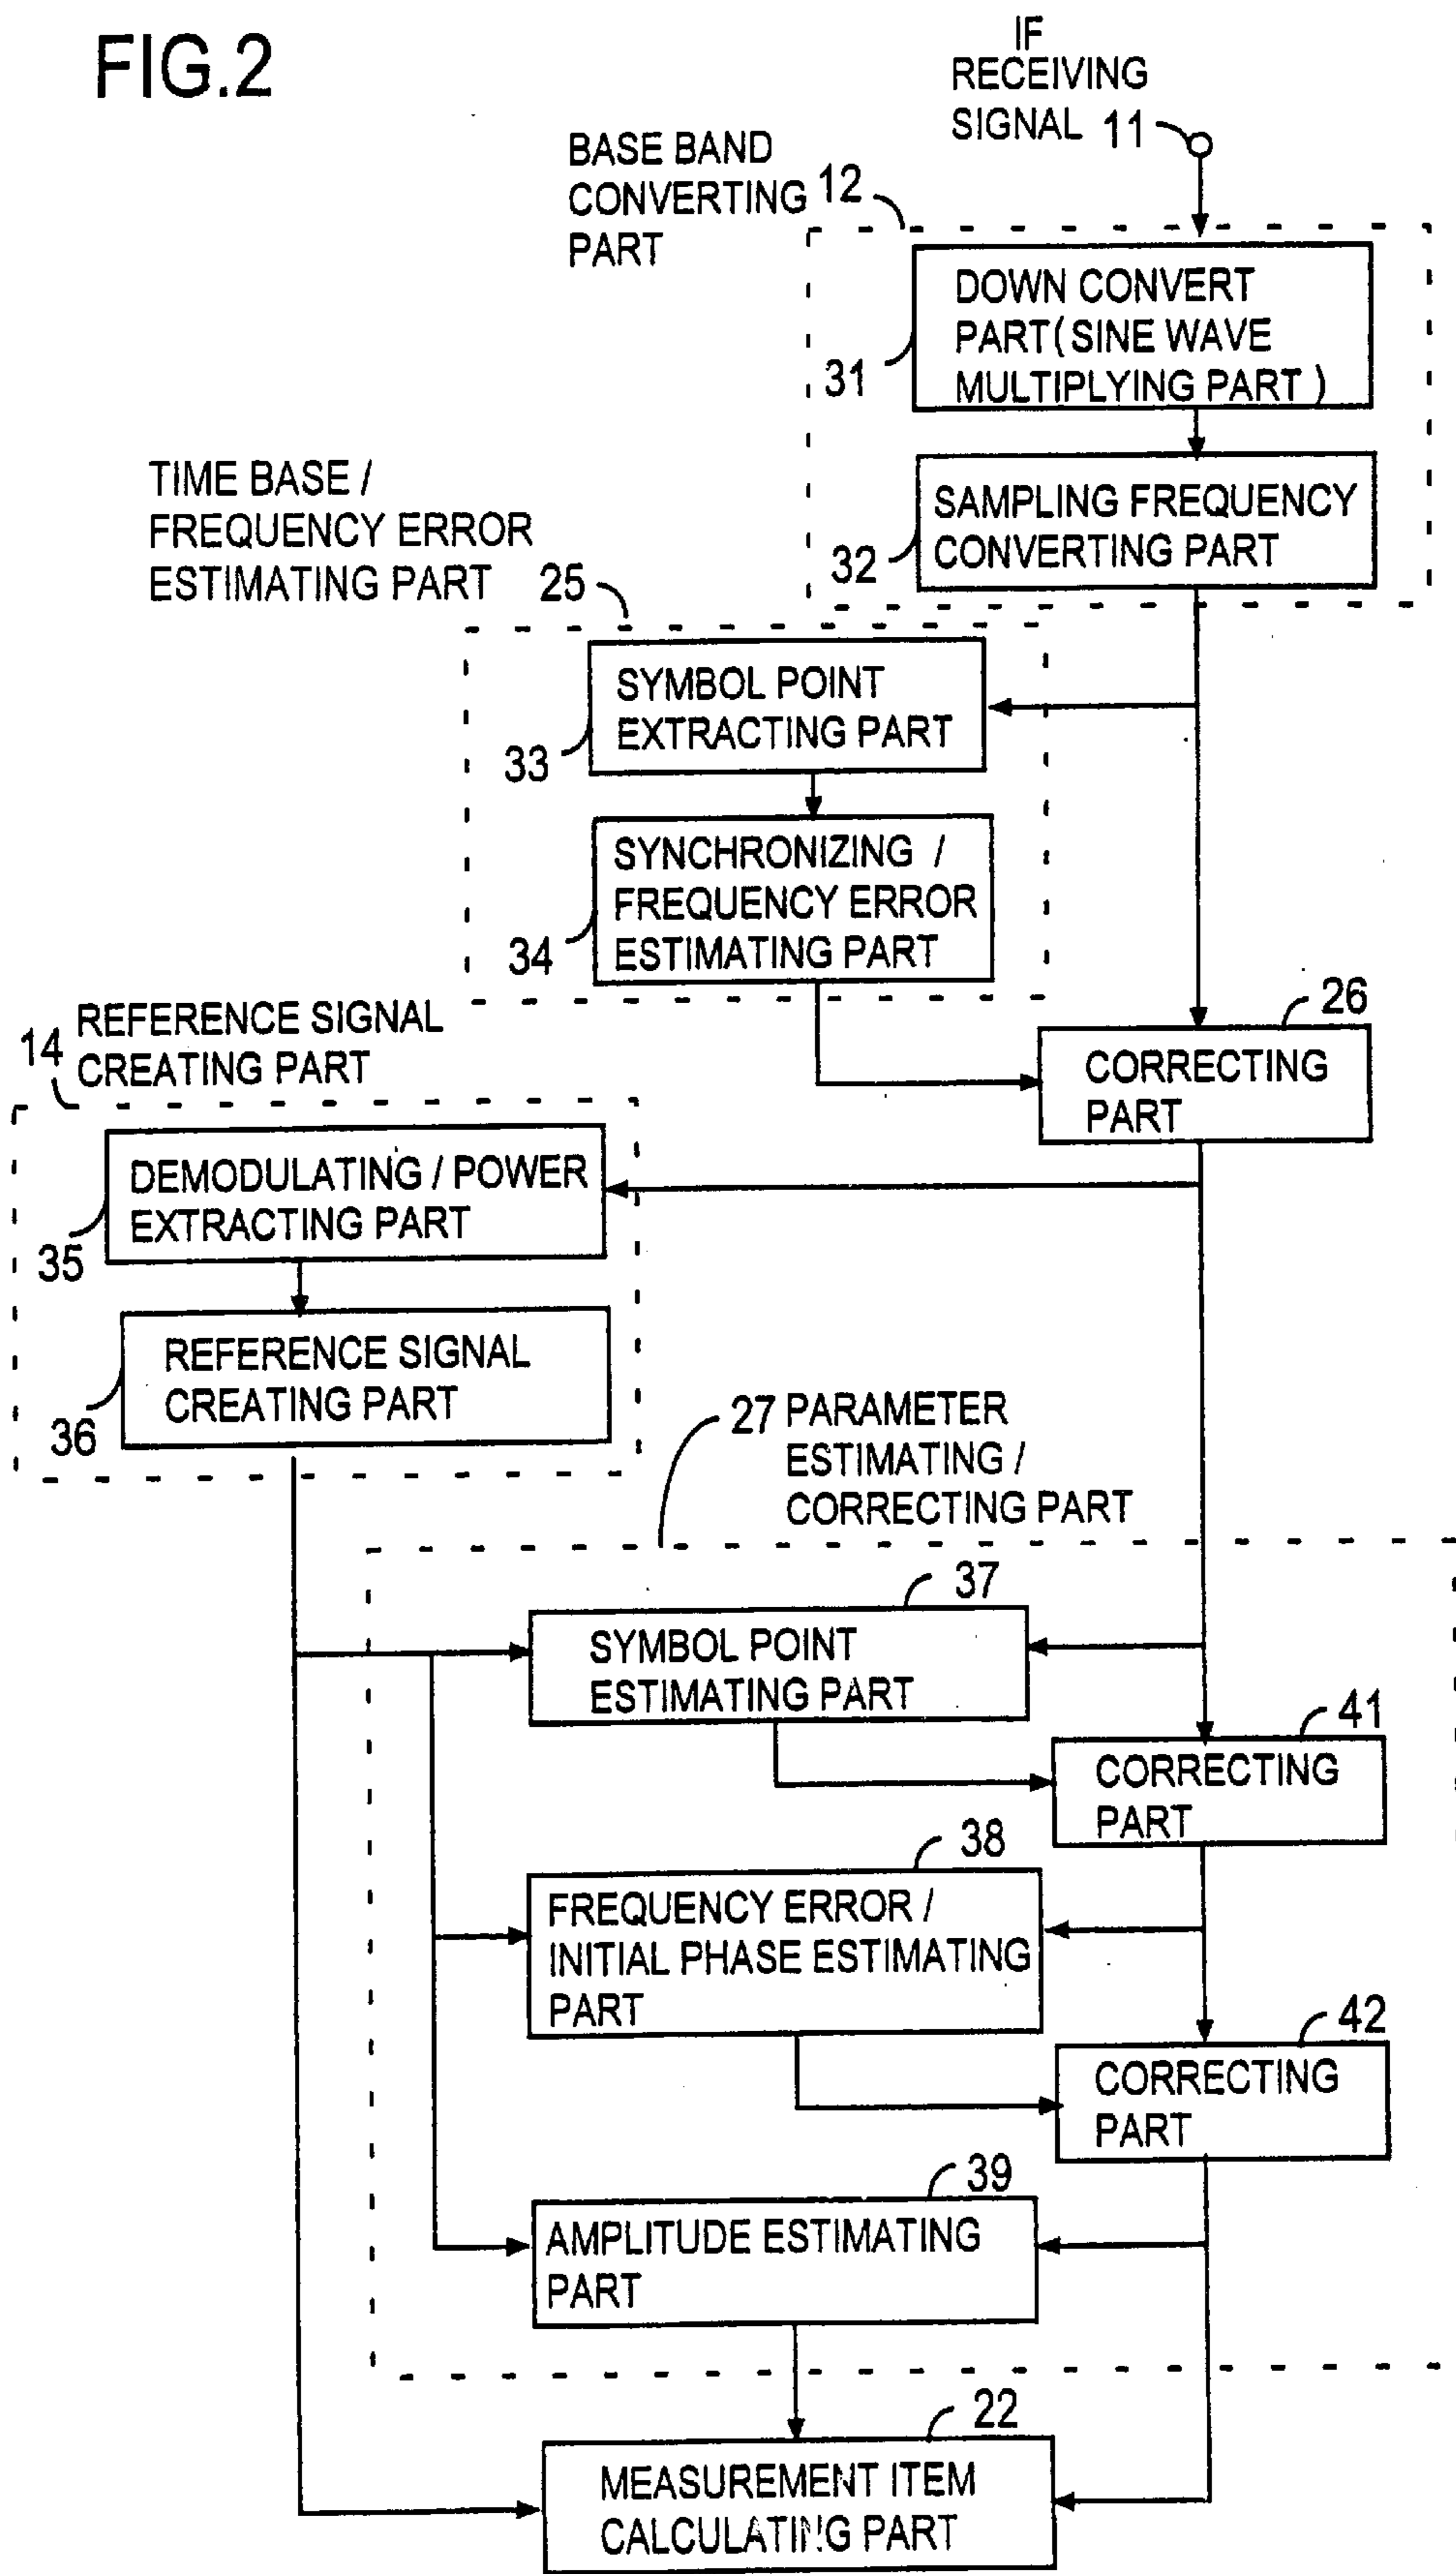 FIG.2
IF
RECEIVING
SIGNAL 11
BASE BAND
CONVERTING 12
PART
DOWN CONVERT
PART(SINE WAVE
MULTIPLYING PART)
31
SAMPLING FREQUENCY
CONVERTING PART
32
TIME BASE /
FREQUENCY ERROR
ESTIMATING PART 25
SYMBOL POINT
EXTRACTING PART
33
SYNCHRONIZING /
FREQUENCY ERROR
ESTIMATING PART
34
26
CORRECTING
PART
14 REFERENCE SIGNAL
CREATING PART
DEMODULATING / POWER
EXTRACTING PART
35
REFERENCE SIGNAL
CREATING PART
36
27 PARAMETER
ESTIMATING /
CORRECTING PART
37
SYMBOL POINT
ESTIMATING PART
41
CORRECTING
PART
38
FREQUENCY ERROR /
INITIAL PHASE ESTIMATING
PART
42
CORRECTING
PART
39
AMPLITUDE ESTIMATING
PART
22
MEASUREMENT ITEM
CALCULATING PART